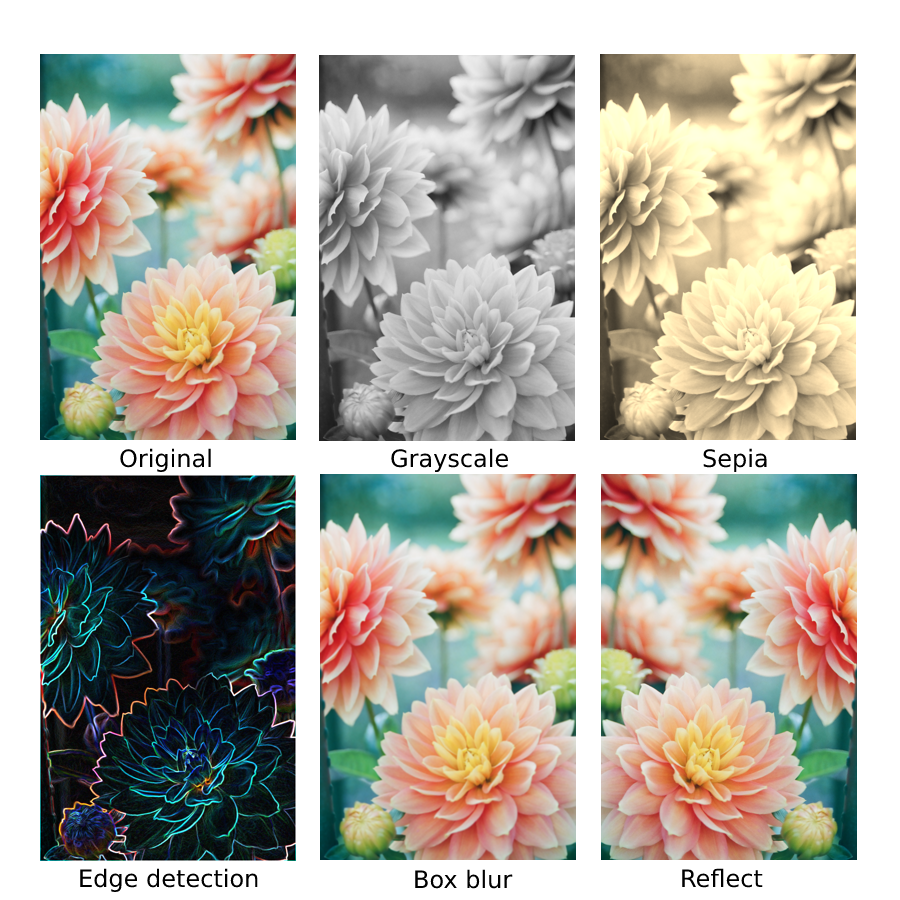 Original
Grayscale
Sepia
Edge detection
Box blur
Reflect